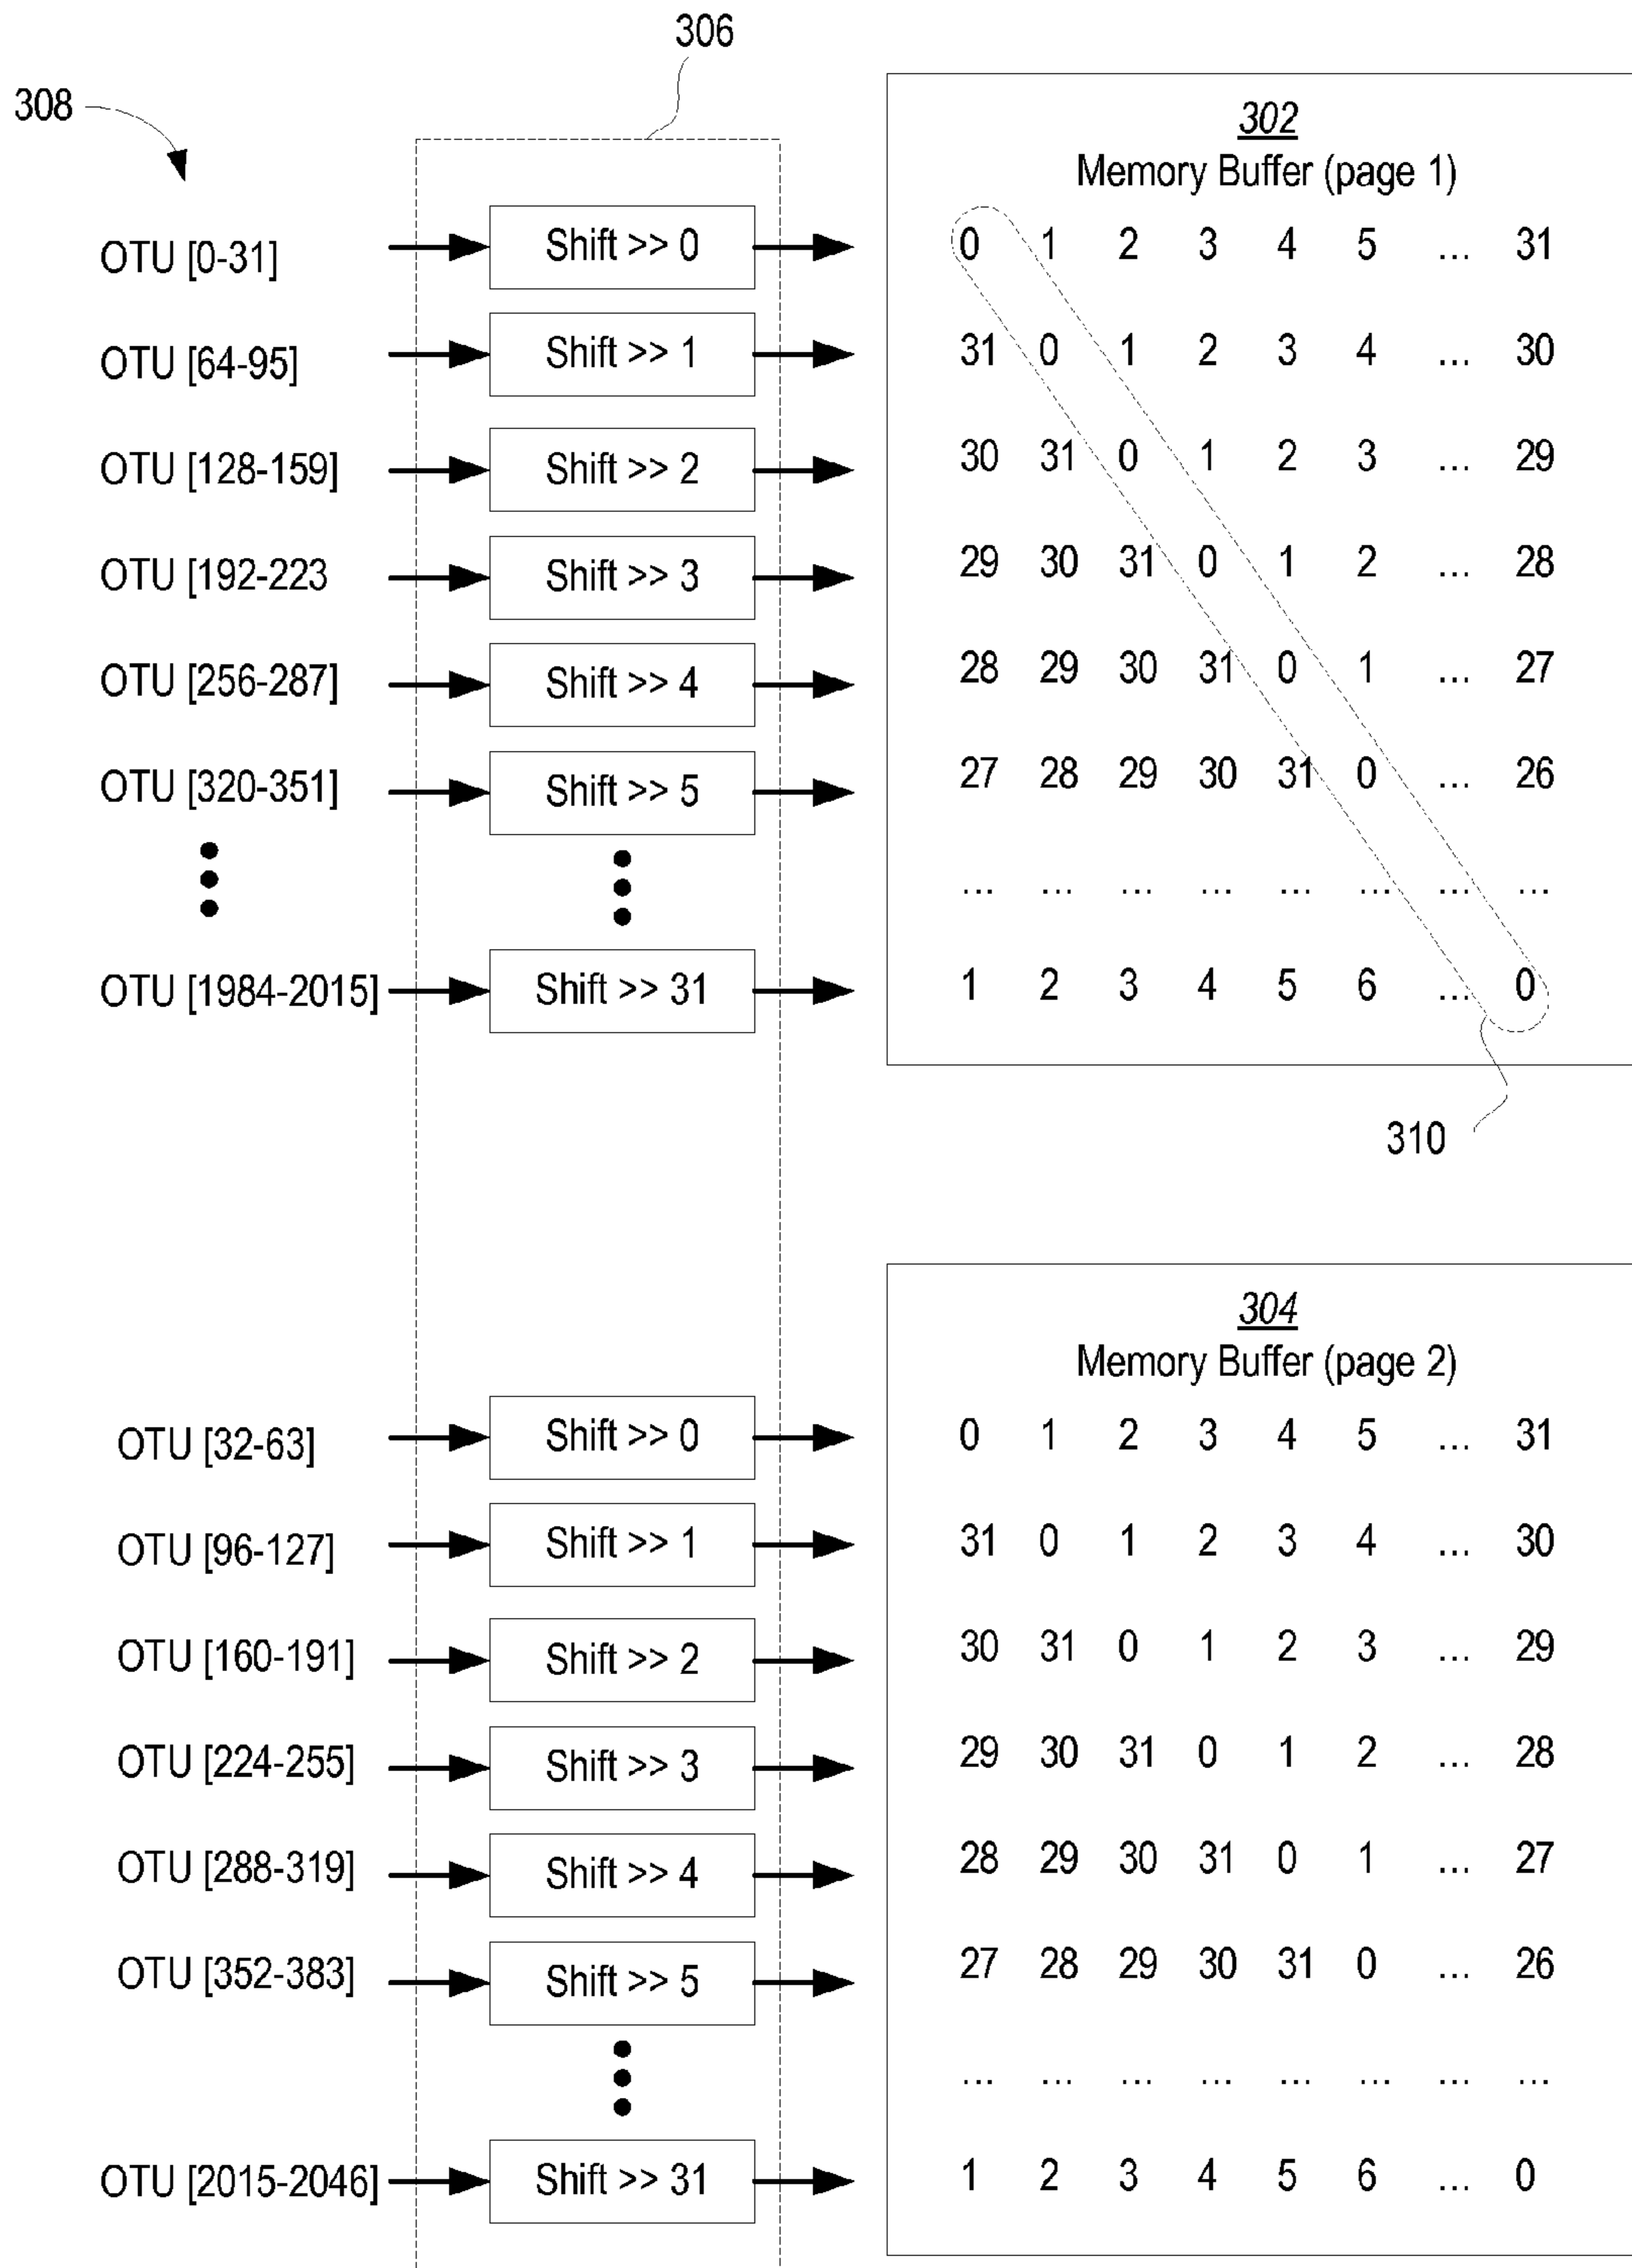 306
308
302
Memory Buffer (page 1)
OTU [0-31] Shift >> 0 0 1 2 3 4 5 ... 31
OTU [64-95] Shift >> 1 31 0 1 2 3 4 ... 30
OTU [128-159] Shift >> 2 30 31 0 1 2 3 ... 29
OTU [192-223 Shift >> 3 29 30 31 0 1 2 ... 28
OTU [256-287] Shift >> 4 28 29 30 31 0 1 ... 27
OTU [320-351] Shift >> 5 27 28 29 30 31 0 ... 26
... ... ... ... ... ... ... ...
OTU [1984-2015] Shift >> 31 1 2 3 4 5 6 ... 0
310
304
Memory Buffer (page 2)
OTU [32-63] Shift >> 0 0 1 2 3 4 5 ... 31
OTU [96-127] Shift >> 1 31 0 1 2 3 4 ... 30
OTU [160-191] Shift >> 2 30 31 0 1 2 3 ... 29
OTU [224-255] Shift >> 3 29 30 31 0 1 2 ... 28
OTU [288-319] Shift >> 4 28 29 30 31 0 1 ... 27
OTU [352-383] Shift >> 5 27 28 29 30 31 0 ... 26
... ... ... ... ... ... ... ...
OTU [2015-2046] Shift >> 31 1 2 3 4 5 6 ... 0